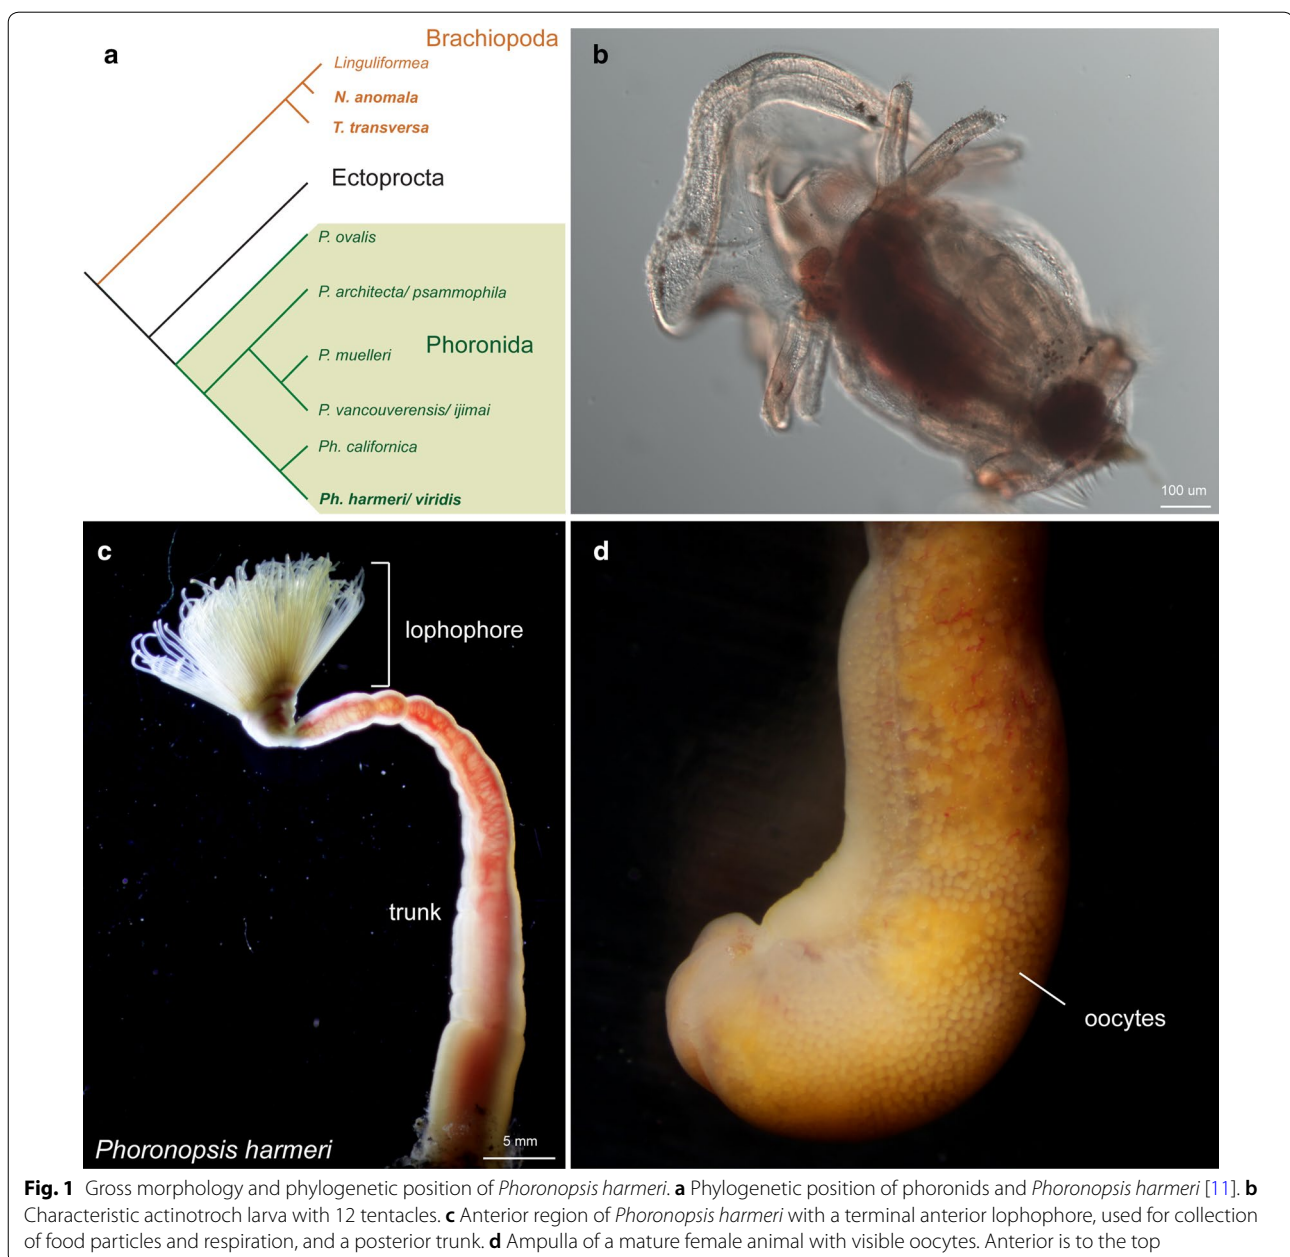 a
Brachiopoda
Linguliformea
N. anomala
T. transversa
Ectoprocta
P. ovalis
P. architecta/ psammophila
P. muelleri
Phoronida
P. vancouverensis/ ijimai
Ph. californica
Ph. harmeri/ viridis
b
100 um
c
lophophore
trunk
Phoronopsis harmeri
5 mm
d
oocytes
Fig. 1 Gross morphology and phylogenetic position of Phoronopsis harmeri. a Phylogenetic position of phoronids and Phoronopsis harmeri [11]. b
Characteristic actinotroch larva with 12 tentacles. c Anterior region of Phoronopsis harmeri with a terminal anterior lophophore, used for collection
of food particles and respiration, and a posterior trunk. d Ampulla of a mature female animal with visible oocytes. Anterior is to the top